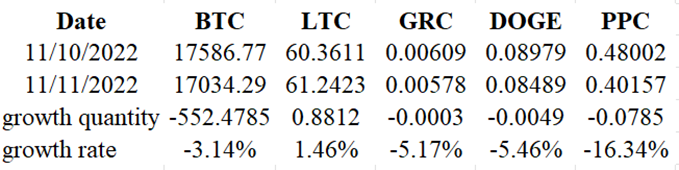 Date BTC LTC GRC DOGE PPC
11/10/2022 17586.77 60.3611 0.00609 0.08979 0.48002
11/11/2022 17034.29 61.2423 0.00578 0.08489 0.40157
growth quantity -552.4785 0.8812 -0.0003 -0.0049 -0.0785
growth rate -3.14% 1.46% -5.17% -5.46% -16.34%